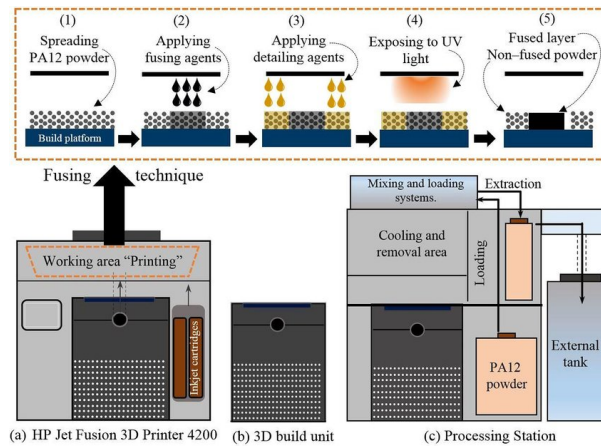 (1)
Spreading
PA12 powder
(2)
Applying
fusing agents
(3)
Applying
detailing agents
(4)
Exposing to UV
light
(5)
Fused layer
Non–fused powder
Build platform
Fusing technique
Working area “Printing”
Inkjet cartridges
Mixing and loading
systems.
Extraction
Cooling and
removal area
Loading
PA12
powder
External
tank
(a) HP Jet Fusion 3D Printer 4200
(b) 3D build unit
(c) Processing Station